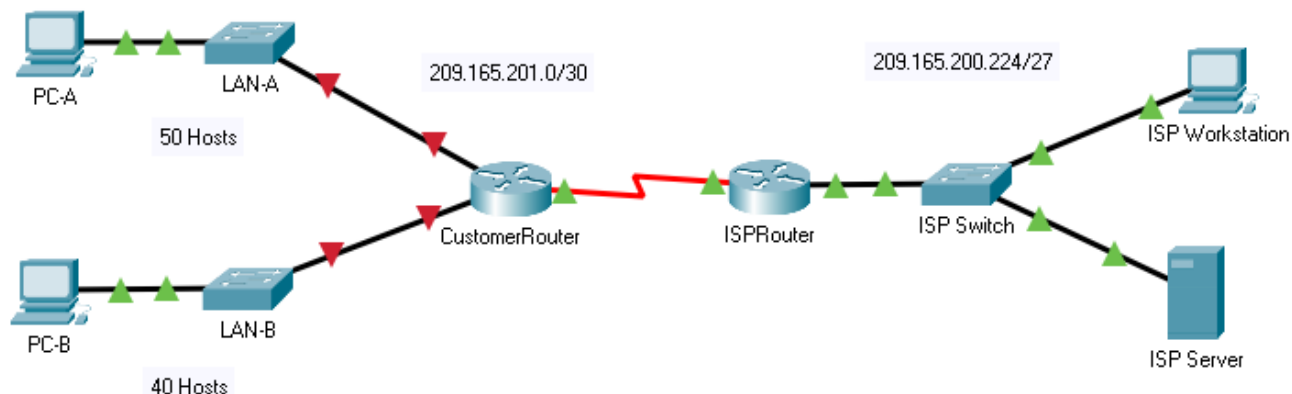 209.165.201.0/30
209.165.200.224/27
PC-A
LAN-A
50 Hosts
ISP Workstation
CustomerRouter
ISPRouter
ISP Switch
PC-B
LAN-B
40 Hosts
ISP Server